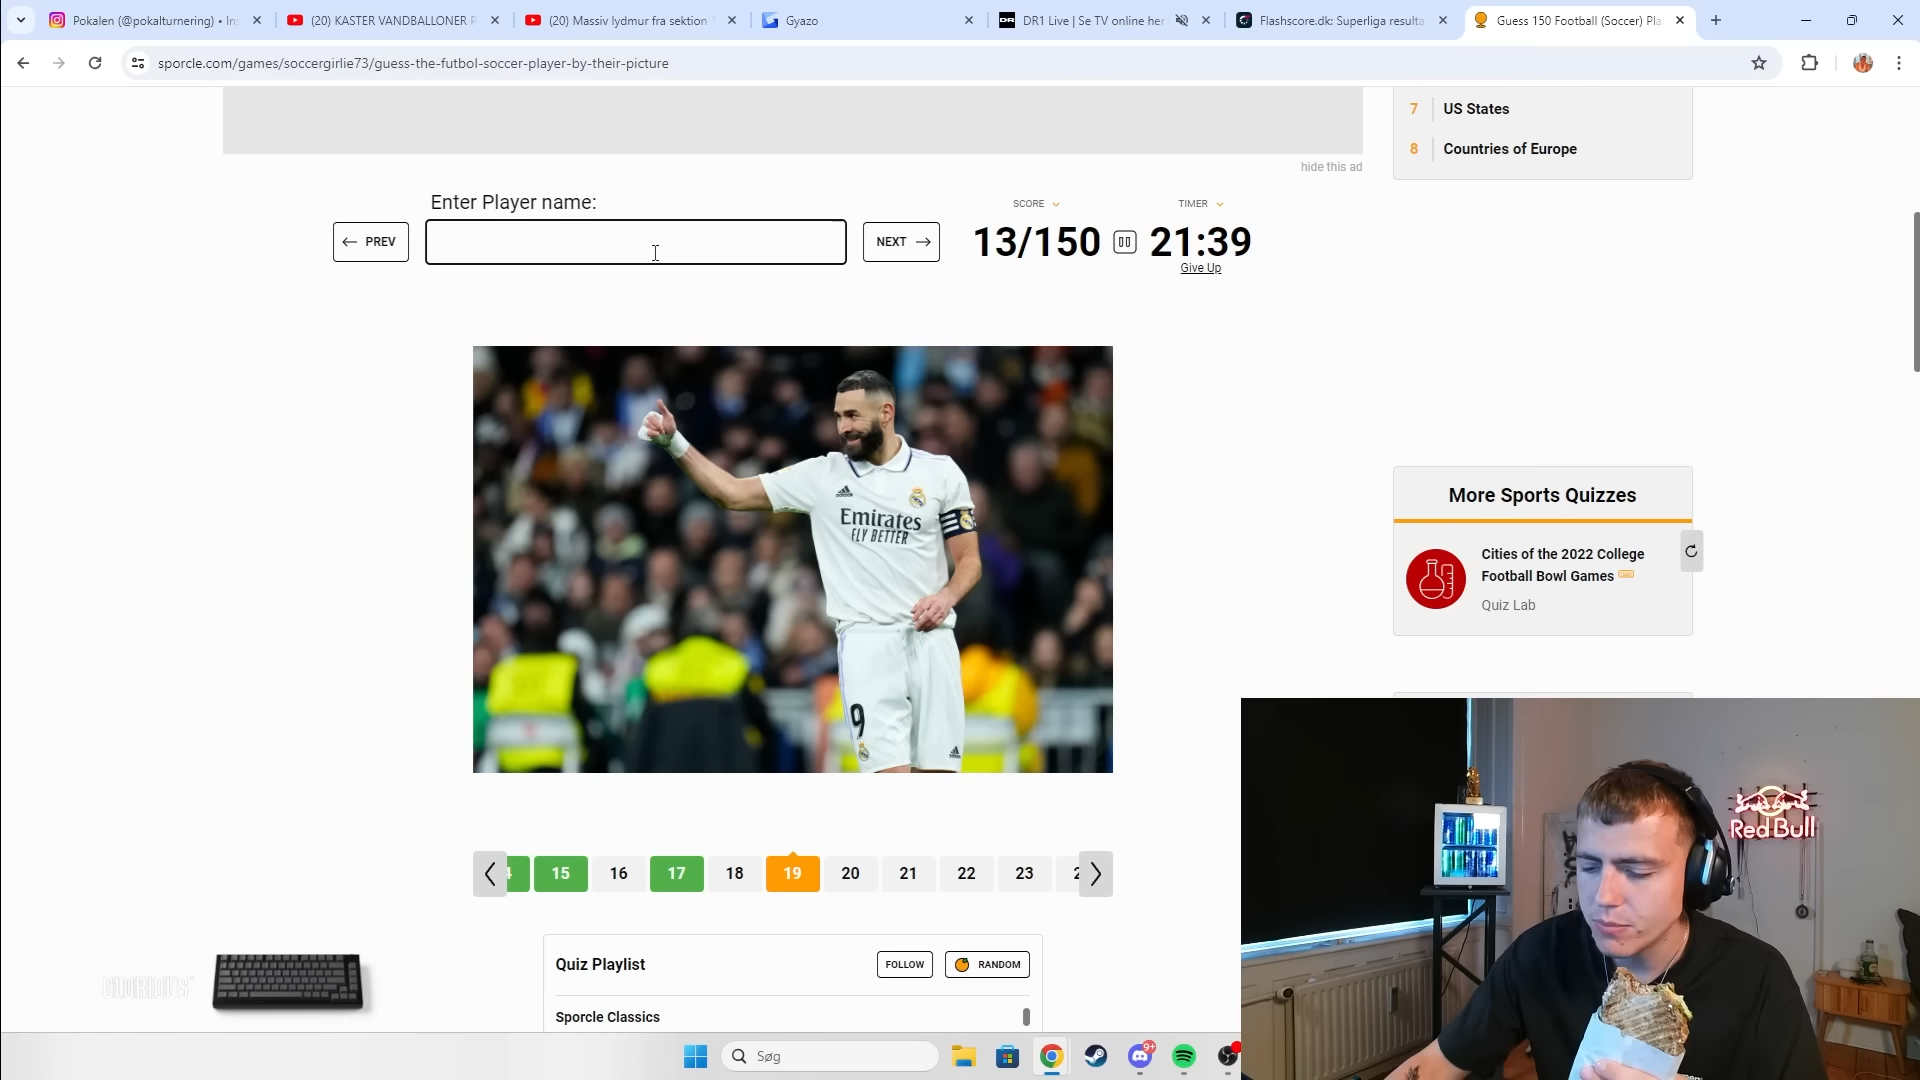 Pokalen (@pokalturnering) • Ins
(20) KASTER VANDBALLONER P
(20) Massiv lydmur fra sektion
Gyazo
DR1 Live | Se TV online her
Flashscore.dk: Superliga resulta
Guess 150 Football (Soccer) Pla
sporcle.com/games/soccergirlie73/guess-the-futbol-soccer-player-by-their-picture
7 US States
8 Countries of Europe
hide this ad
Enter Player name:
SCORE
TIMER
PREV
NEXT
13/150
21:39
Give Up
Emirates
FLY BETTER
9
More Sports Quizzes
Cities of the 2022 College
Football Bowl Games
Quiz Lab
15 16 17 18 19 20 21 22 23
Quiz Playlist
FOLLOW
RANDOM
Sporcle Classics
Red Bull
GLORIOUS
Søg
9+